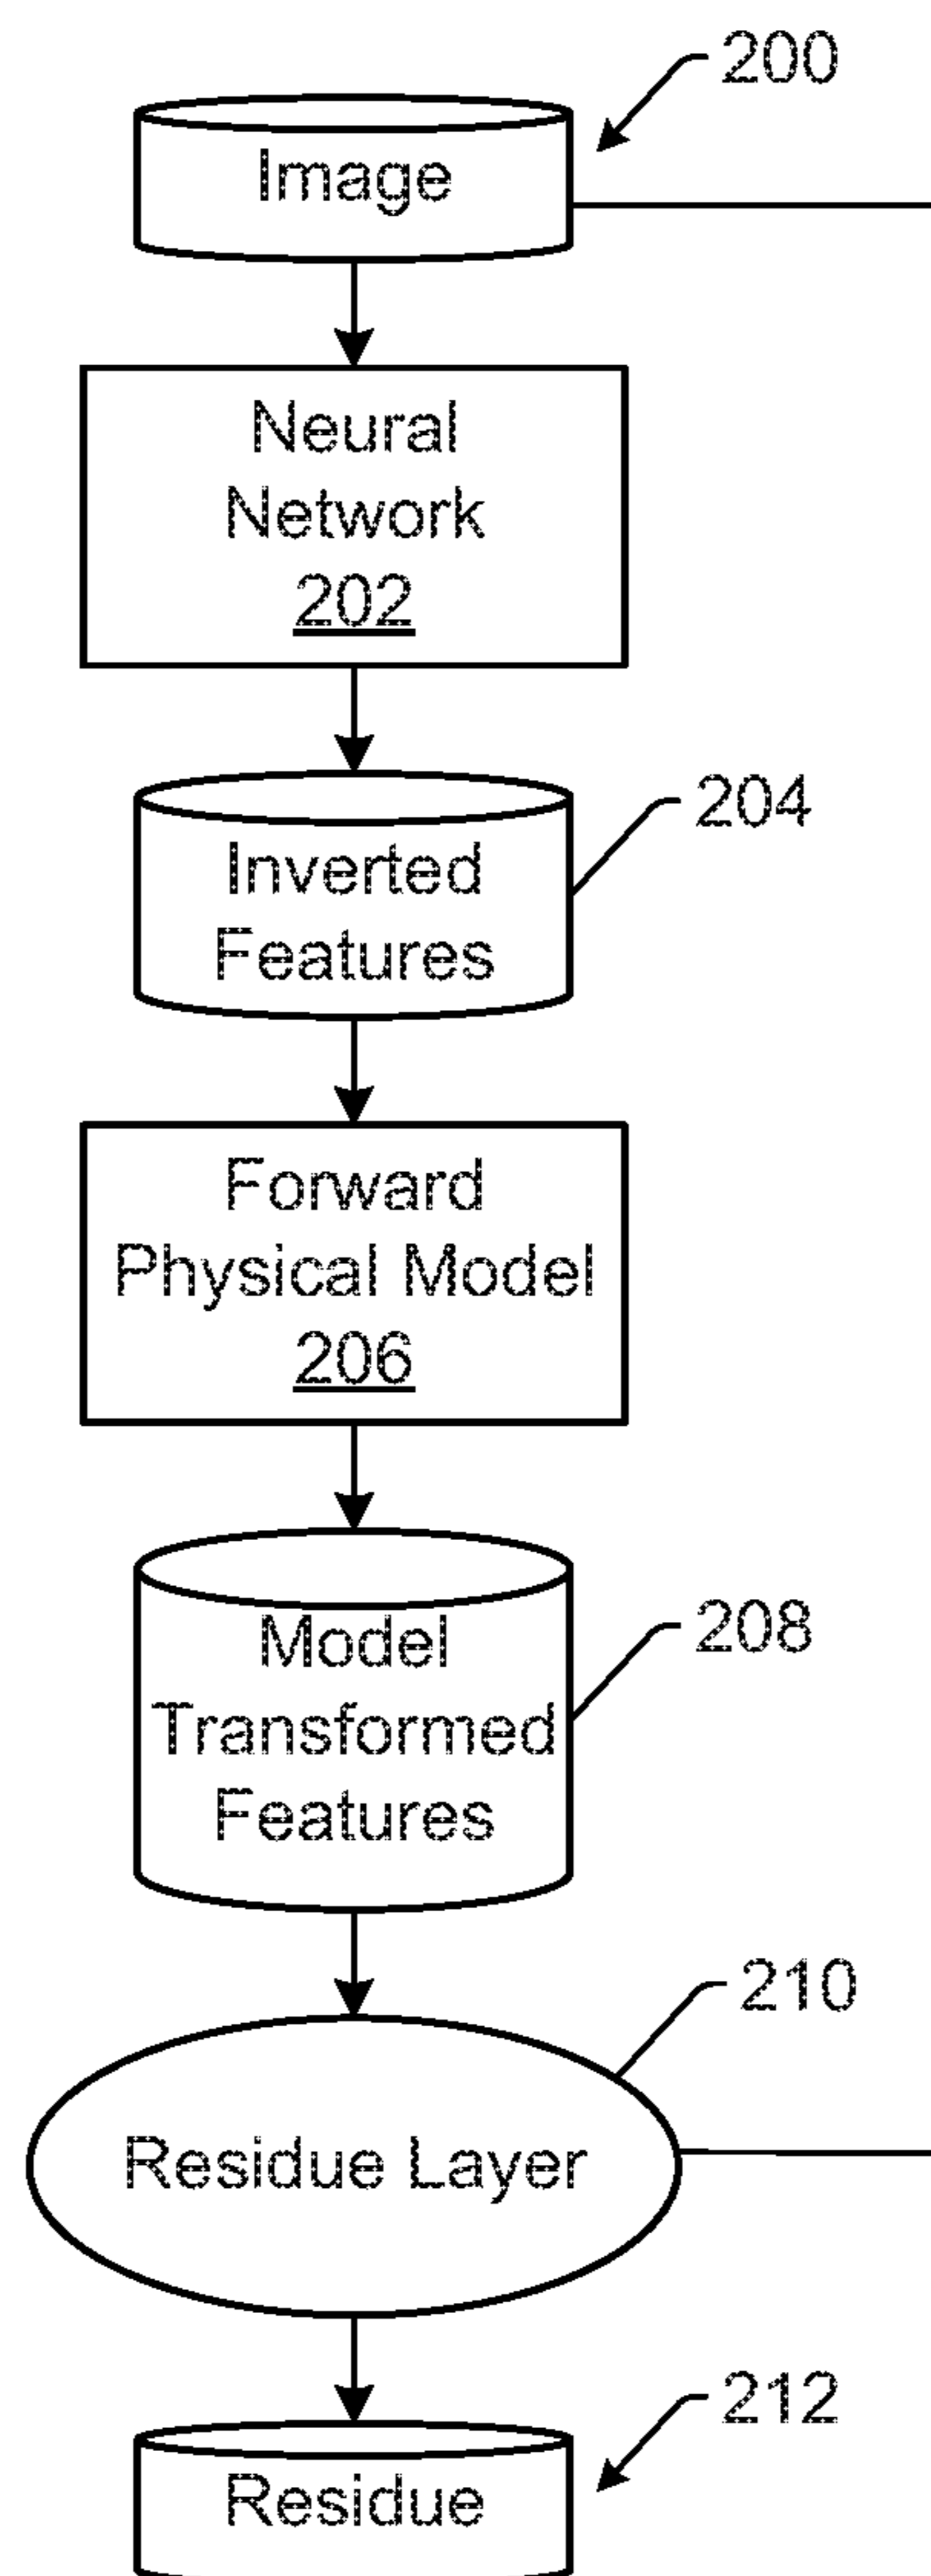 200
Image
Neural
Network
202
204
Inverted
Features
Forward
Physical Model
206
208
Model
Transformed
Features
210
Residue Layer
212
Residue